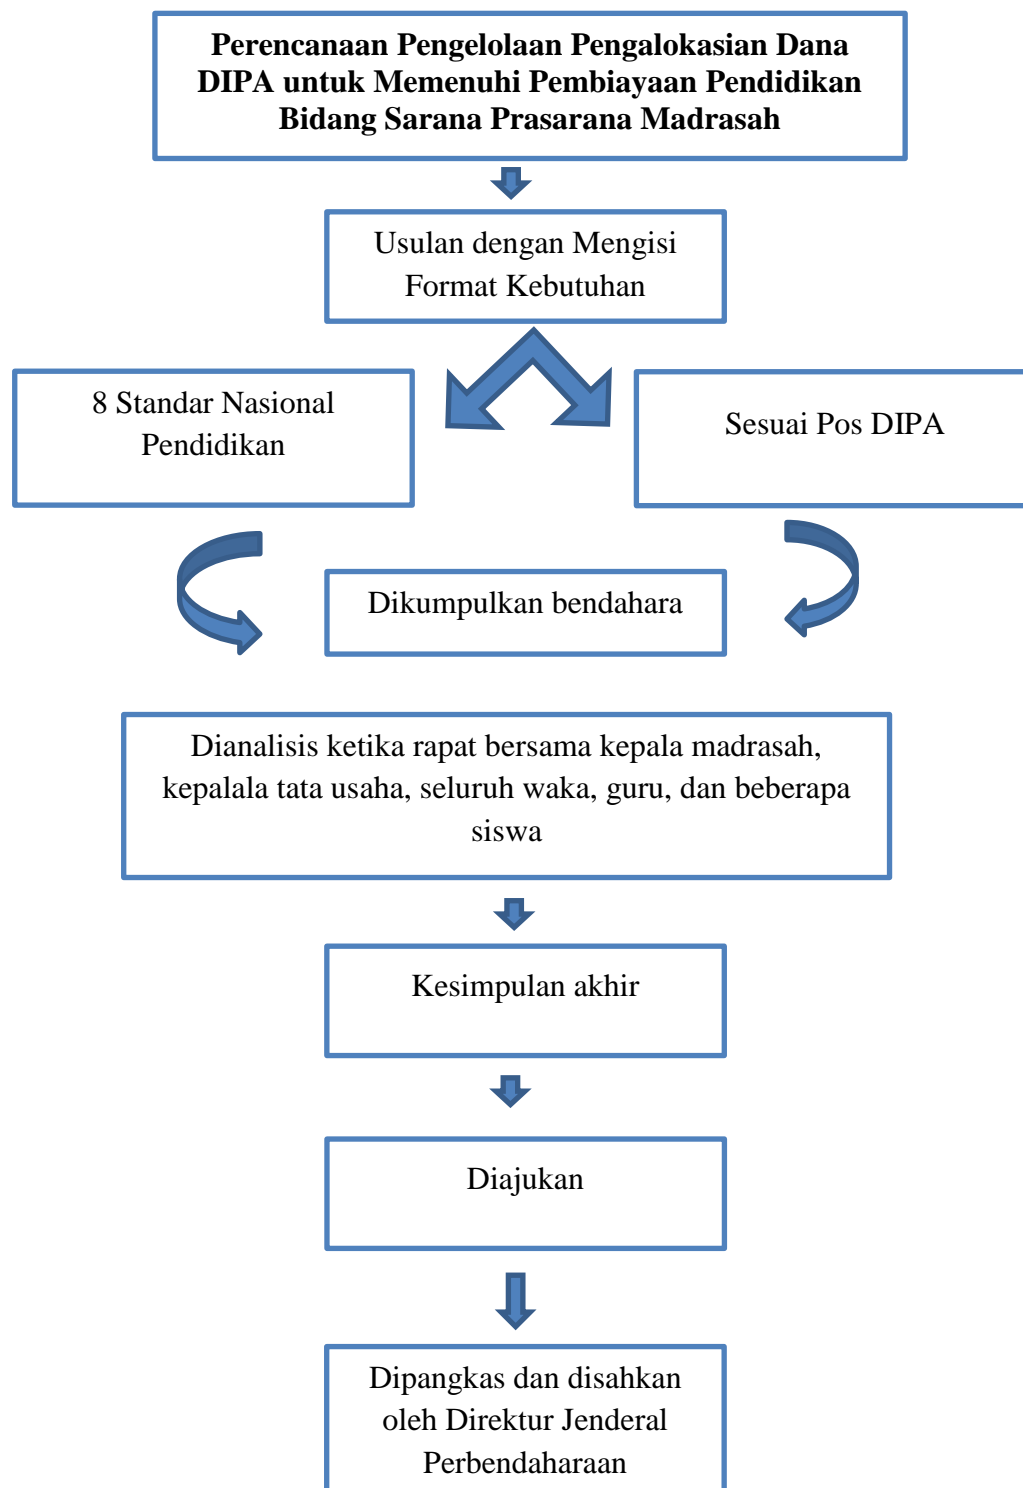 Perencanaan Pengelolaan Pengalokasian Dana
DIPA untuk Memenuhi Pembiayaan Pendidikan
Bidang Sarana Prasarana Madrasah
Usulan dengan Mengisi
Format Kebutuhan
8 Standar Nasional
Pendidikan
Sesuai Pos DIPA
Dikumpulkan bendahara
Dianalisis ketika rapat bersama kepala madrasah,
kepalala tata usaha, seluruh waka, guru, dan beberapa
siswa
Kesimpulan akhir
Diajukan
Dipangkas dan disahkan
oleh Direktur Jenderal
Perbendaharaan